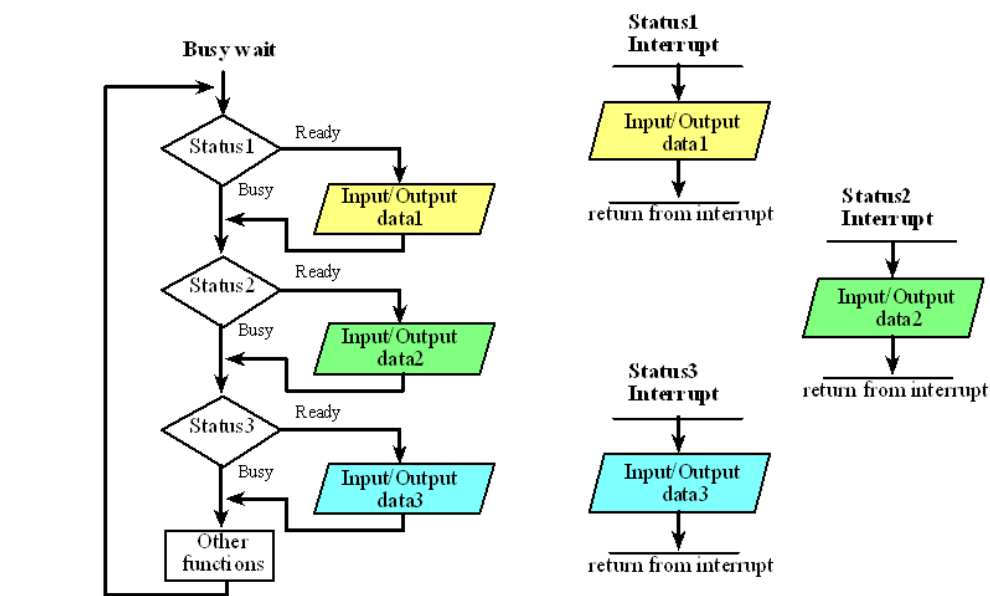 Busy wait
Status1
Ready
Busy
Input/Output
data1
Status2
Ready
Busy
Input/Output
data2
Status3
Ready
Busy
Input/Output
data3
Other
functions
Status1
Interrupt
Input/Output
data1
return from interrupt
Status2
Interrupt
Input/Output
data2
return from interrupt
Status3
Interrupt
Input/Output
data3
return from interrupt